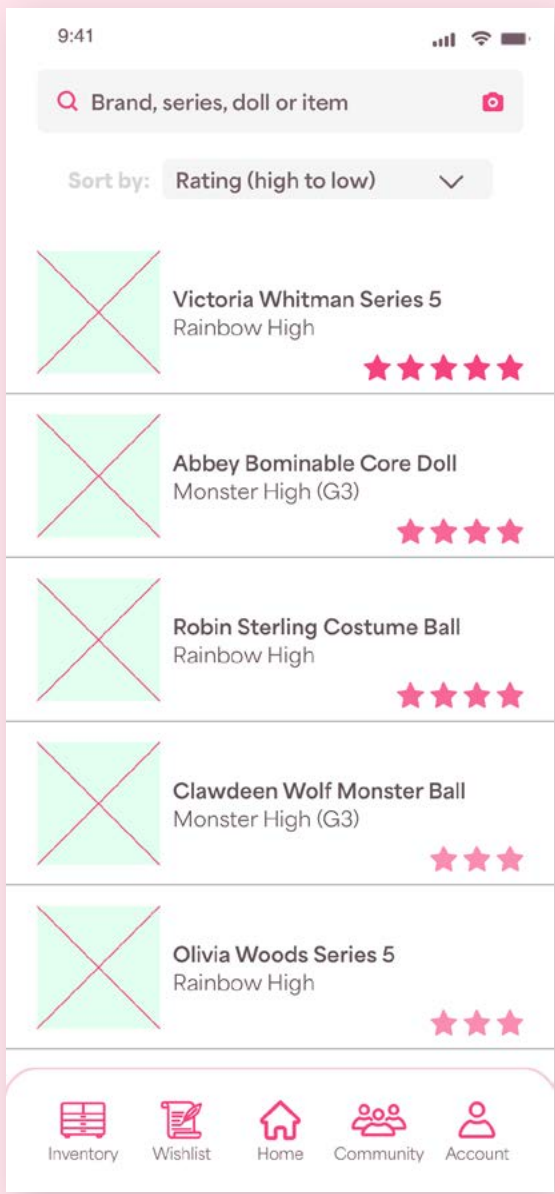 9:41
Brand, series, doll or item
Sort by: Rating (high to low)
Victoria Whitman Series 5
Rainbow High
Abbey Bominable Core Doll
Monster High (G3)
Robin Sterling Costume Ball
Rainbow High
Clawdeen Wolf Monster Ball
Monster High (G3)
Olivia Woods Series 5
Rainbow High
Inventory Wishlist Home Community Account